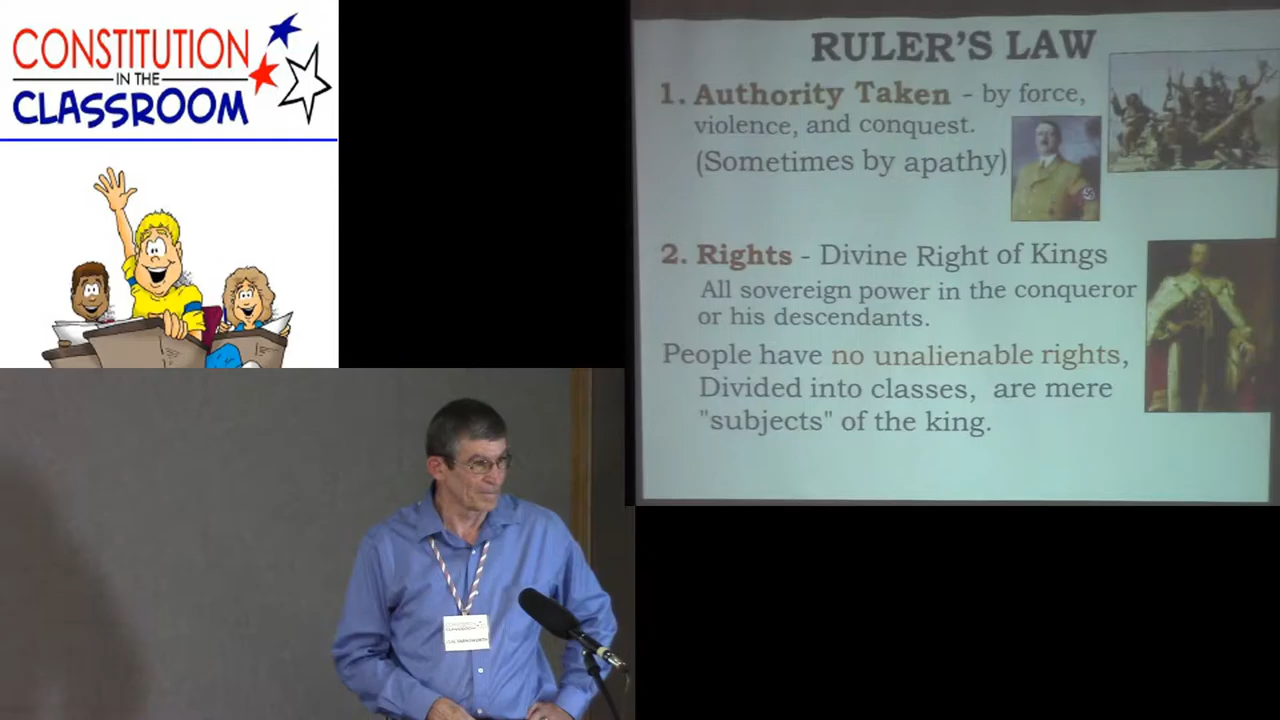 CONSTITUTION
IN THE
CLASSROOM
RULER'S LAW
1. Authority Taken - by force,
violence, and conquest.
(Sometimes by apathy)
2. Rights - Divine Right of Kings
All sovereign power in the conqueror
or his descendants.
People have no unalienable rights,
Divided into classes, are mere
"subjects" of the king.